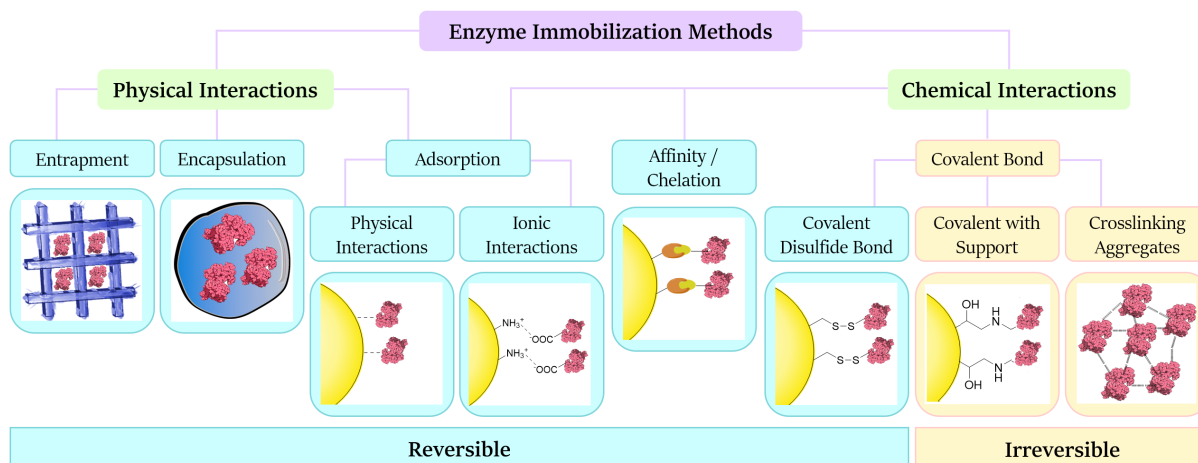 Enzyme Immobilization Methods
Physical Interactions
Chemical Interactions
Entrapment
Encapsulation
Adsorption
Affinity /
Chelation
Covalent Bond
Physical
Interactions
Ionic
Interactions
Covalent
Disulfide Bond
Covalent with
Support
Crosslinking
Aggregates
NH₃⁺
OOC
NH₃⁺
OOC
S S
S S
OH
N
H
N
H
OH
Reversible
Irreversible